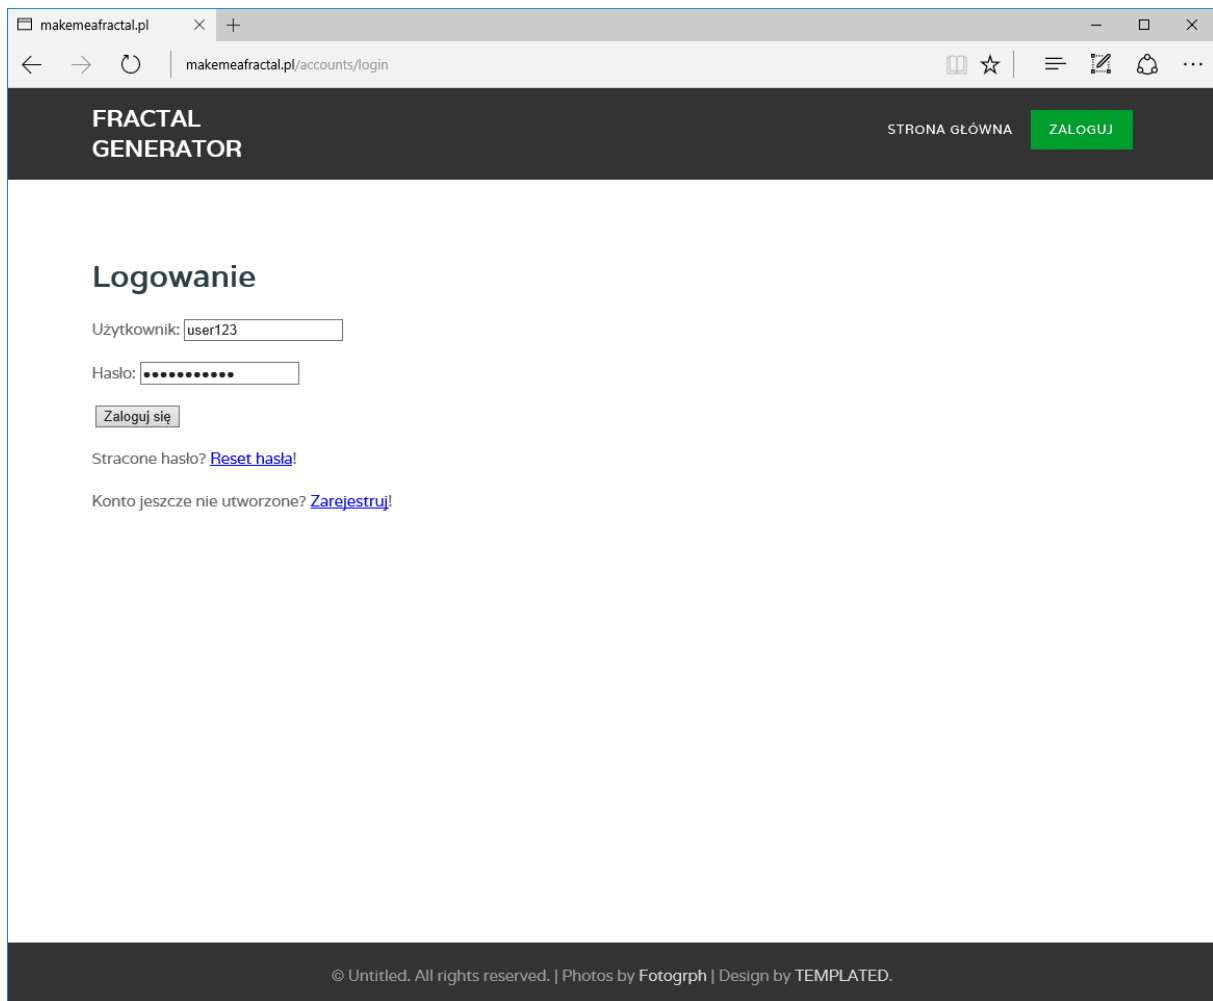 makemeafractal.pl
makemeafractal.pl/accounts/login
FRACTAL
GENERATOR
STRONA GŁÓWNA ZALOGUJ
Logowanie
Użytkownik: user123
Hasło: •••••••••••
Zaloguj się
Stracone hasło? Reset hasła!
Konto jeszcze nie utworzone? Zarejestruj!
© Untitled. All rights reserved. | Photos by Fotogrph | Design by TEMPLATED.